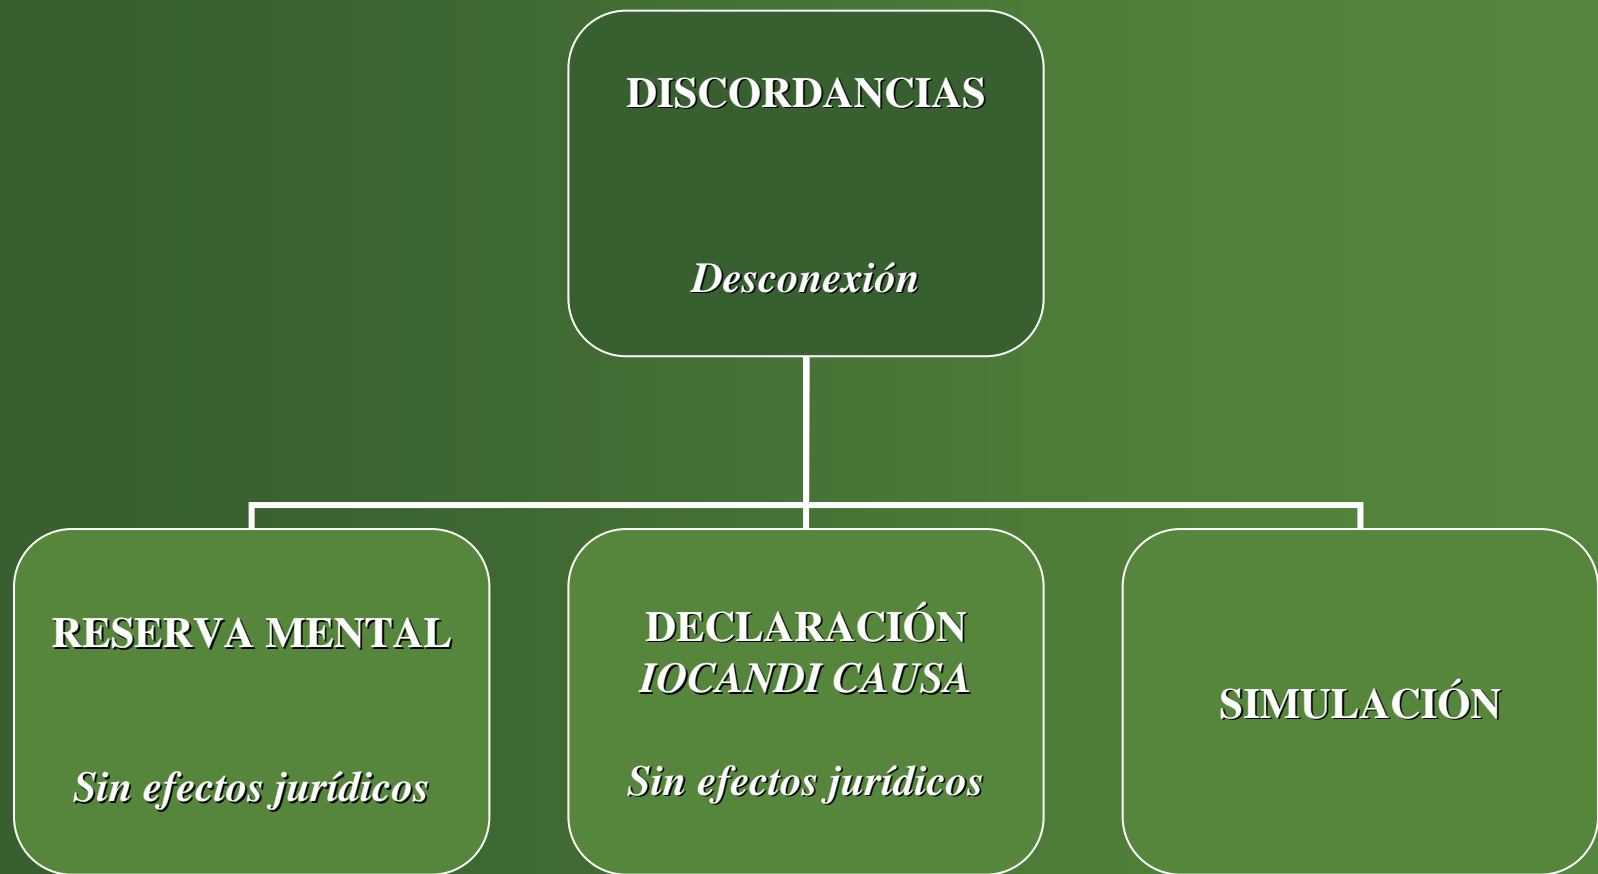 DISCORDANCIAS
Desconexión
RESERVA MENTAL
Sin efectos jurídicos
DECLARACIÓN
IOCANDI CAUSA
Sin efectos jurídicos
SIMULACIÓN